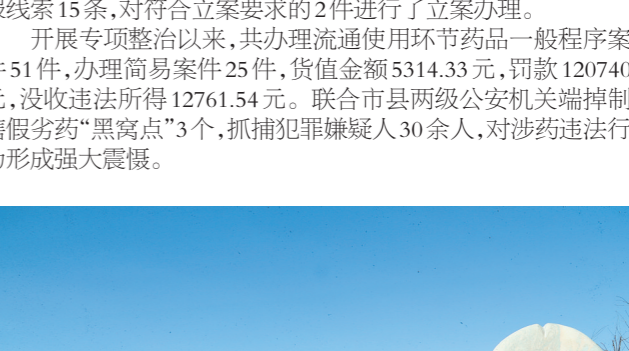 线索15条,对符合立案要求的2件进行了立案办理。
开展专项整治以来,共办理流通使用环节药品一般程序案
件51件,办理简易案件25件,货值金额5314.33元,罚款120740
元,没收违法所得12761.54元。联合市县两级公安机关端掉制
售假劣药“黑窝点”3个,抓捕犯罪嫌疑人30余人,对涉药违法行
为形成强大震慑。